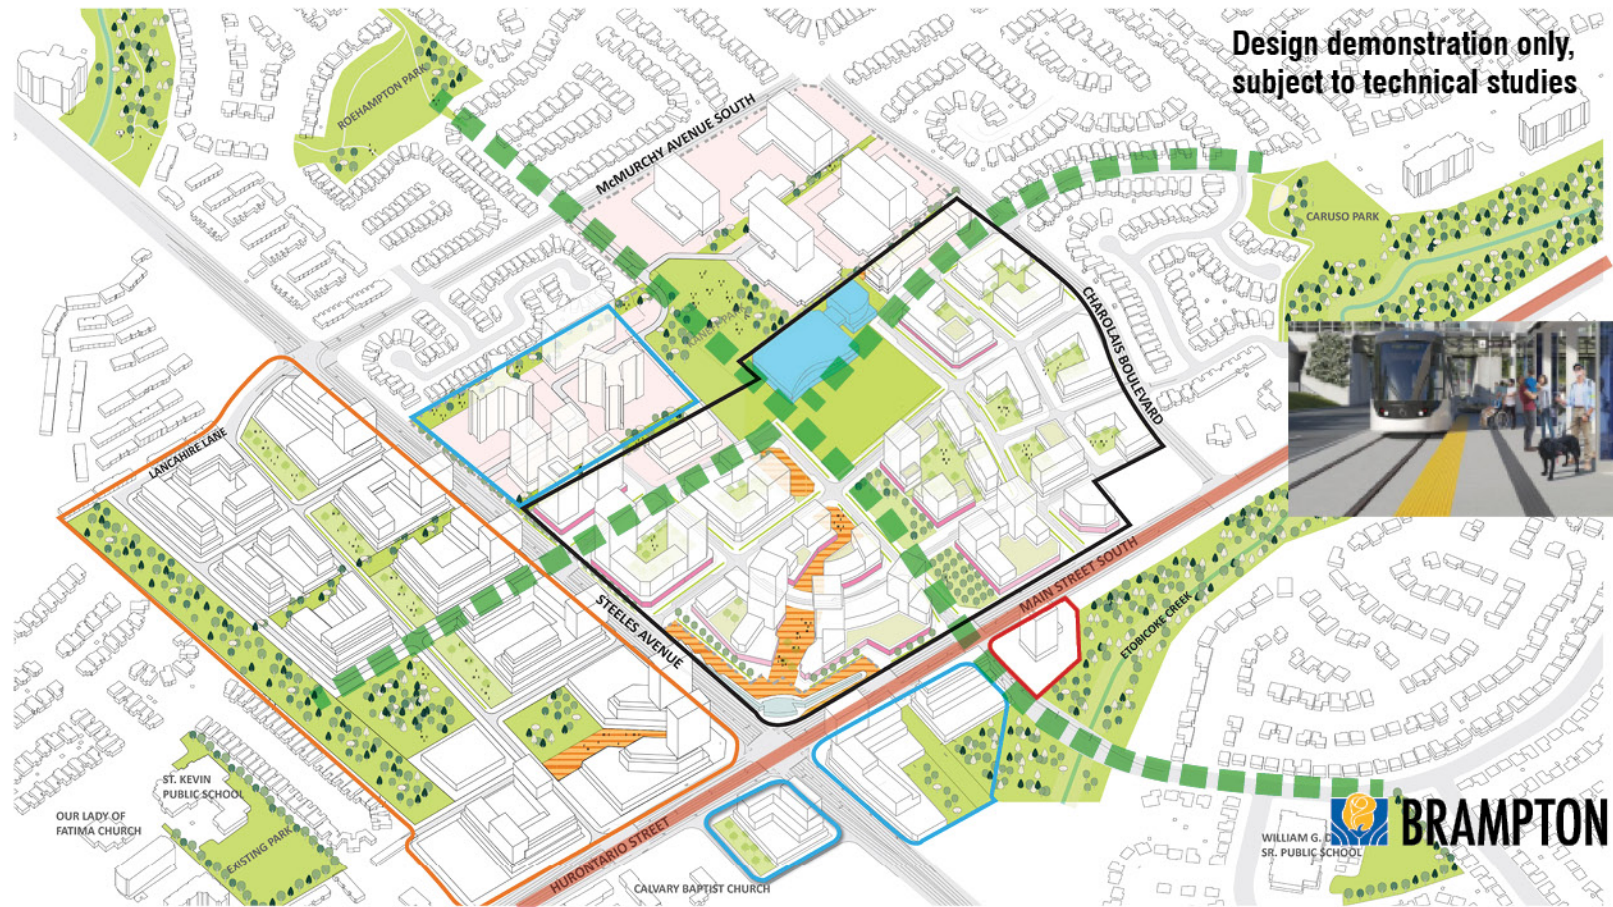 Design demonstration only,
subject to technical studies
ROEHAMPTON PARK
McMURCHY AVENUE SOUTH
CARUSO PARK
CHAROLAIS BOULEVARD
LANCAHIRE LANE
STEELES AVENUE
MAIN STREET SOUTH
ETOBICOKE CREEK
ST. KEVIN
PUBLIC SCHOOL
OUR LADY OF
FATIMA CHURCH
EXISTING PARK
HURONTARIO STREET
CALVARY BAPTIST CHURCH
WILLIAM G.
SR. PUBLIC SCHOOL
BRAMPTON